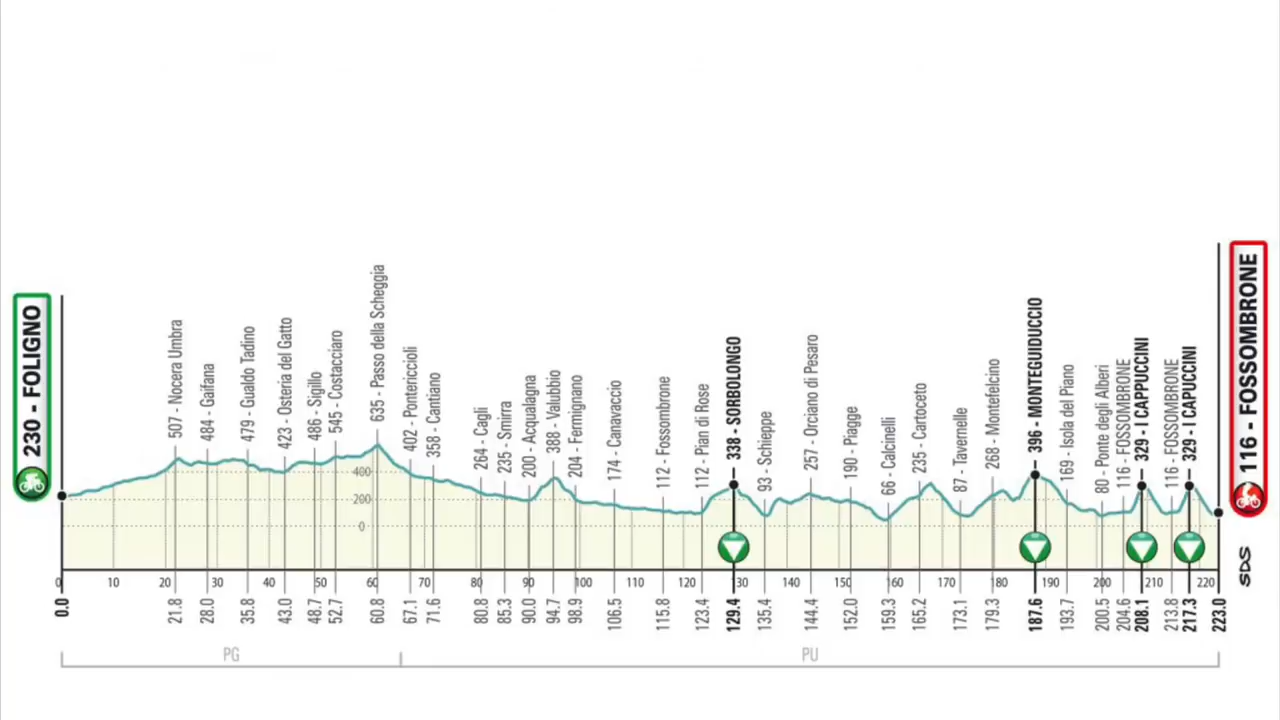 230 - FOLIGNO
507 - Nocera Umbra
484 - Gaifana
479 - Gualdo Tadino
423 - Osteria del Gatto
486 - Sigillo
545 - Costacciaro
635 - Passo della Scheggia
402 - Pontericcioli
358 - Cantiano
264 - Cagli
235 - Smirra
200 - Acqualagna
388 - Valubbio
204 - Fermignano
174 - Canavaccio
112 - Fossombrone
112 - Pian di Rose
338 - SORBOLONGO
93 - Schieppe
257 - Orciano di Pesaro
190 - Piagge
66 - Calcinelli
235 - Cartoceto
87 - Tavernelle
268 - Montefelcino
396 - MONTEGUIDUCCIO
169 - Isola del Piano
80 - Ponte degli Alberi
116 - FOSSOMBRONE
329 - I CAPPUCCINI
116 - FOSSOMBRONE
329 - I CAPUCCINI
116 - FOSSOMBRONE
400
200
0
0 10 20 30 40 50 60 70 80 90 100 110 120 130 140 150 160 170 180 190 200 210 220
SDS
0.0 21.8 28.0 35.8 43.0 48.7 52.7 60.8 67.1 71.6 80.8 85.3 90.0 94.7 98.9 106.5 115.8 123.4 129.4 135.4 144.4 152.0 159.3 165.2 173.1 179.3 187.6 193.7 200.5 204.6 208.1 213.8 217.3 223.0
PG PU